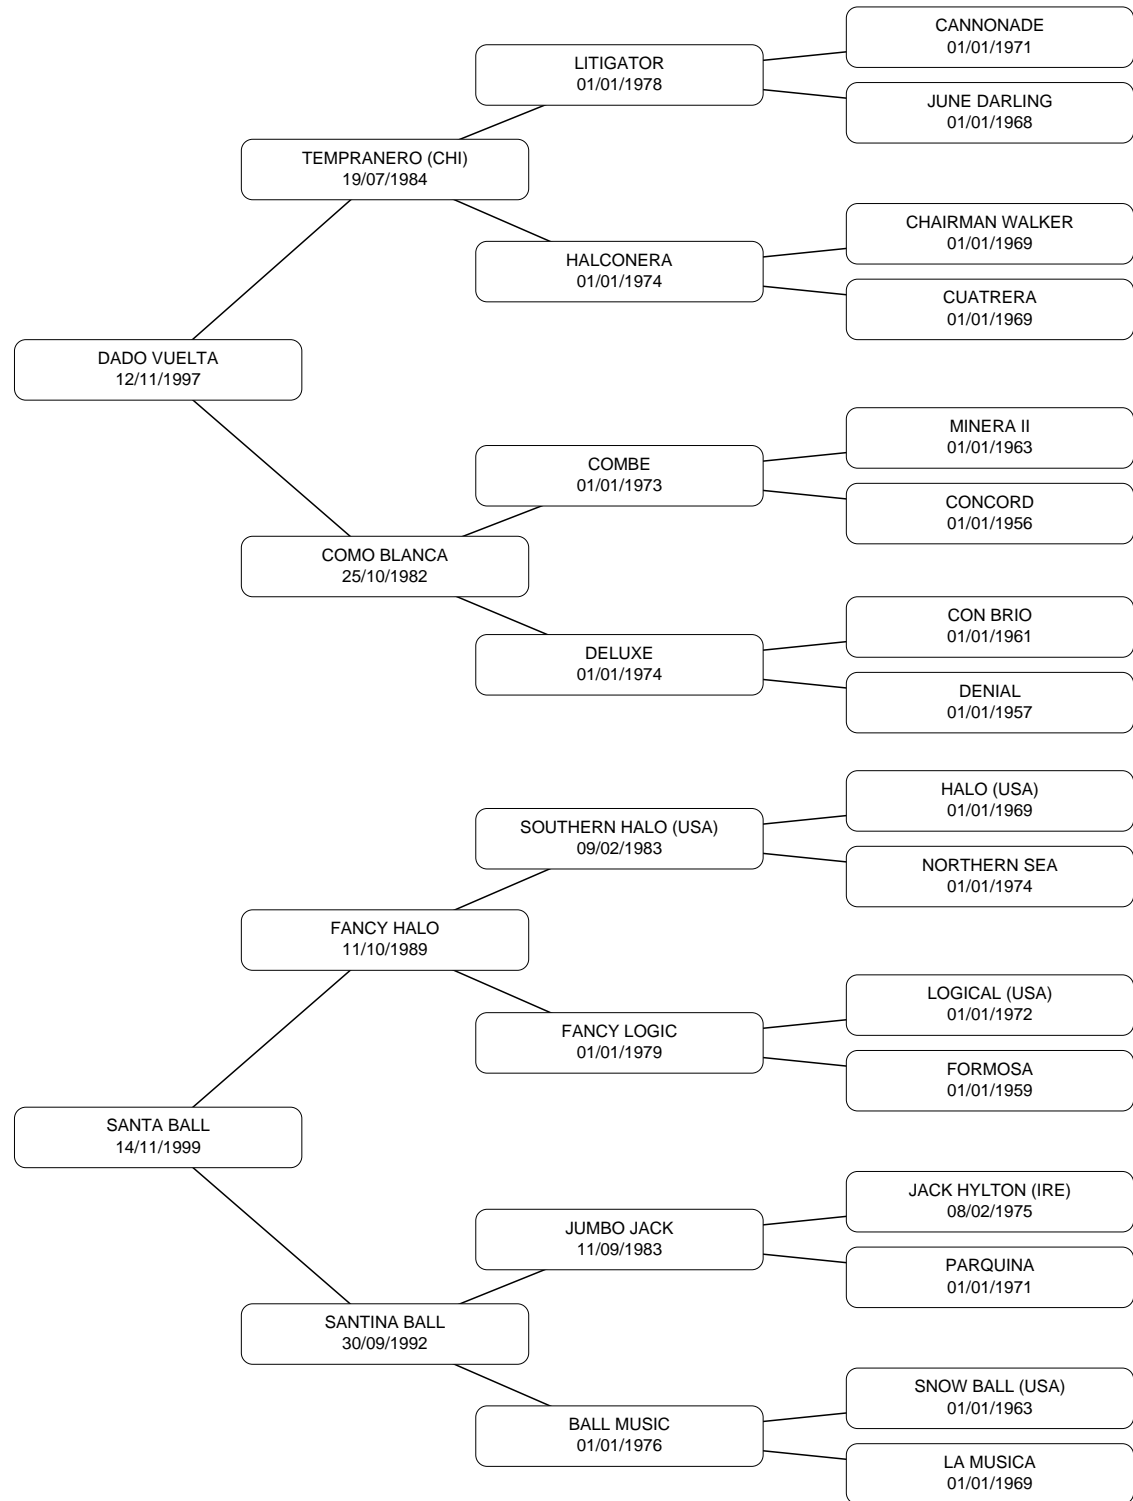 CANNONADE
01/01/1971
LITIGATOR
01/01/1978
JUNE DARLING
01/01/1968
TEMPRANERO (CHI)
19/07/1984
CHAIRMAN WALKER
01/01/1969
HALCONERA
01/01/1974
CUATRERA
01/01/1969
DADO VUELTA
12/11/1997
MINERA II
01/01/1963
COMBE
01/01/1973
CONCORD
01/01/1956
COMO BLANCA
25/10/1982
CON BRIO
01/01/1961
DELUXE
01/01/1974
DENIAL
01/01/1957
HALO (USA)
01/01/1969
SOUTHERN HALO (USA)
09/02/1983
NORTHERN SEA
01/01/1974
FANCY HALO
11/10/1989
LOGICAL (USA)
01/01/1972
FANCY LOGIC
01/01/1979
FORMOSA
01/01/1959
SANTA BALL
14/11/1999
JACK HYLTON (IRE)
08/02/1975
JUMBO JACK
11/09/1983
PARQUINA
01/01/1971
SANTINA BALL
30/09/1992
SNOW BALL (USA)
01/01/1963
BALL MUSIC
01/01/1976
LA MUSICA
01/01/1969